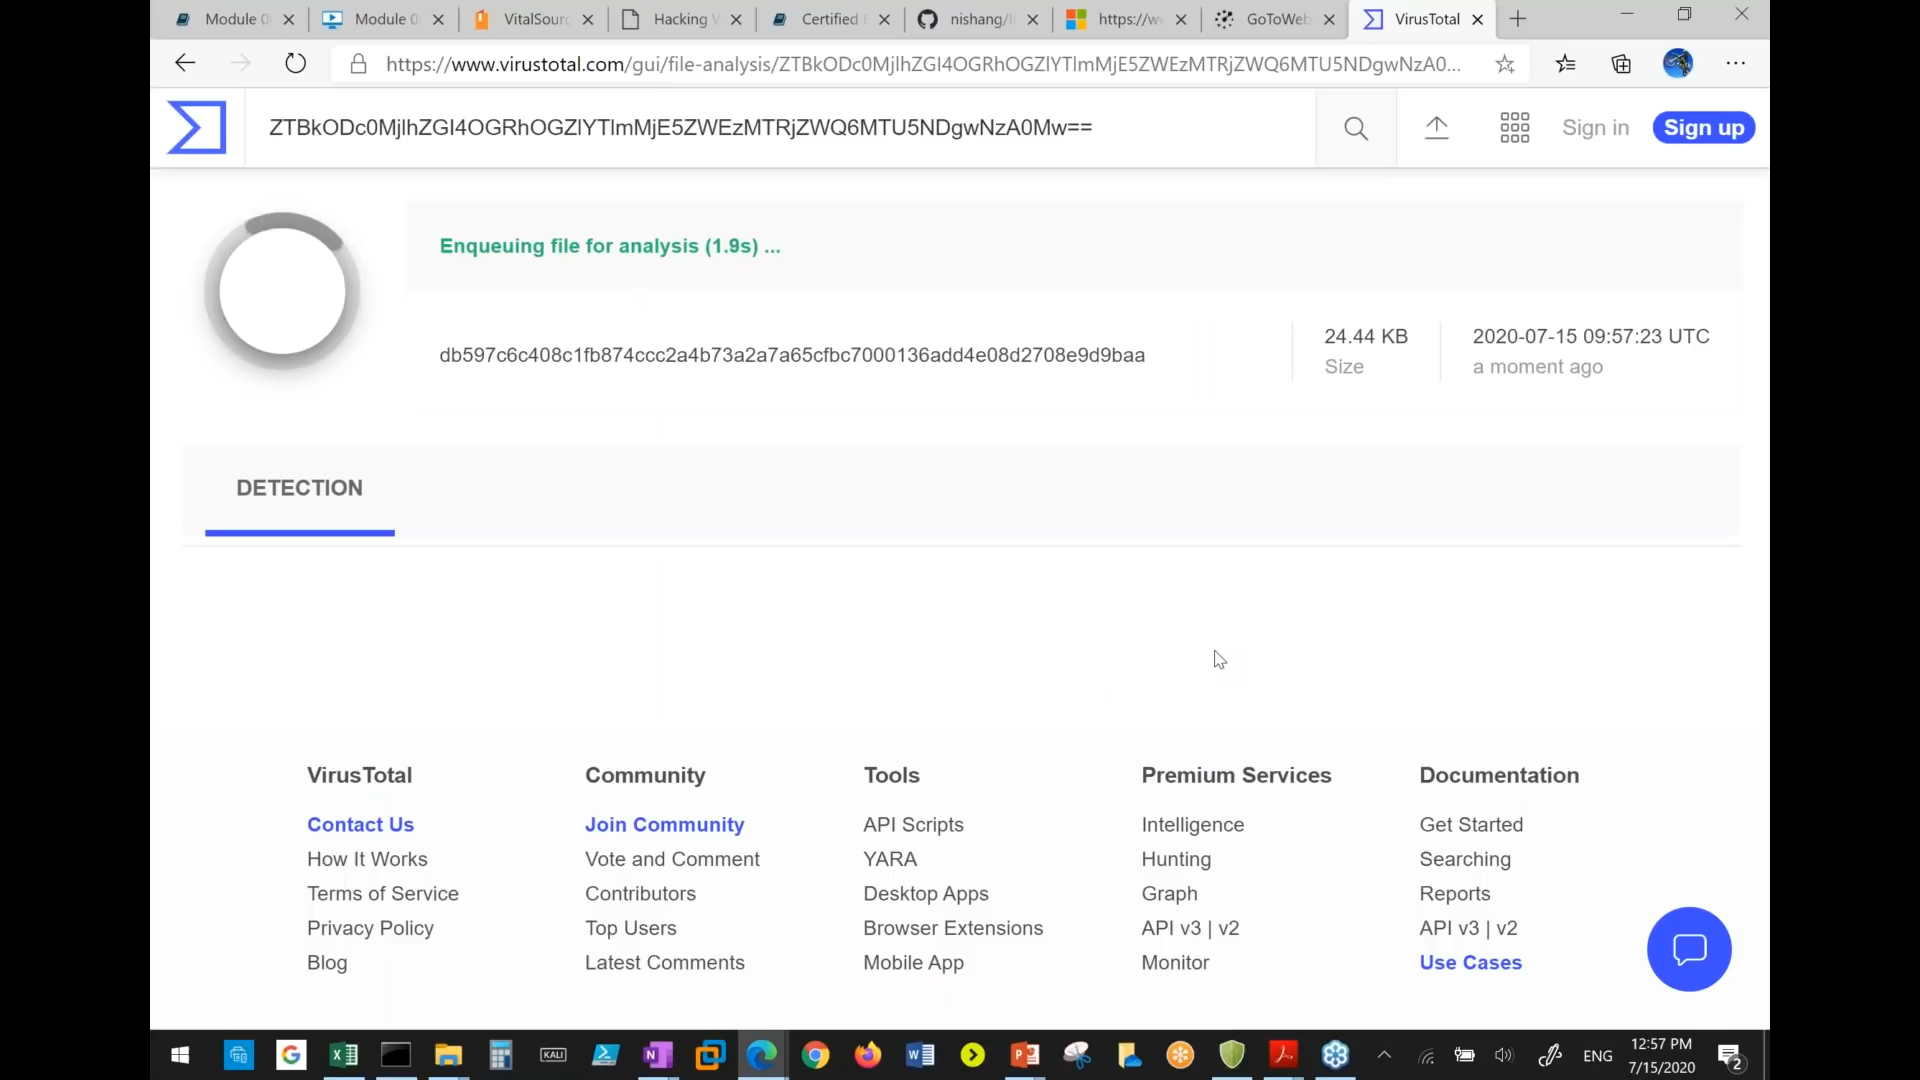 Module 0
Module 0
VitalSourc
Hacking
Certified
nishang/
https://w
GoToWeb
VirusTotal
https://www.virustotal.com/gui/file-analysis/ZTBkODc0MjlhZGI4OGRhOGZlYTlmMjE5ZWEzMTRjZWQ6MTU5NDgwNzA0...
ZTBkODc0MjlhZGI4OGRhOGZlYTlmMjE5ZWEzMTRjZWQ6MTU5NDgwNzA0Mw==
Sign in
Sign up
Enqueuing file for analysis (1.9s) ...
db597c6c408c1fb874ccc2a4b73a2a7a65cfbc7000136add4e08d2708e9d9baa
24.44 KB
Size
2020-07-15 09:57:23 UTC
a moment ago
DETECTION
VirusTotal
Contact Us
How It Works
Terms of Service
Privacy Policy
Blog
Community
Join Community
Vote and Comment
Contributors
Top Users
Latest Comments
Tools
API Scripts
YARA
Desktop Apps
Browser Extensions
Mobile App
Premium Services
Intelligence
Hunting
Graph
API v3 | v2
Monitor
Documentation
Get Started
Searching
Reports
API v3 | v2
Use Cases
KALI
ENG
12:57 PM
7/15/2020
2